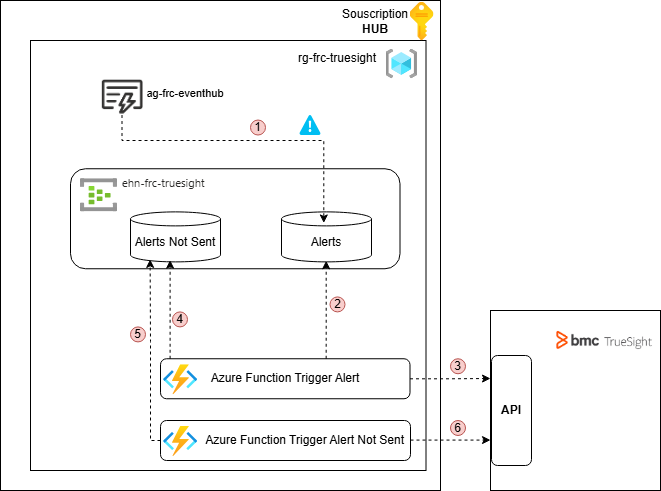 Souscription
HUB
rg-frc-truesight
ag-frc-eventhub
1
ehn-frc-truesight
Alerts Not Sent
Alerts
5
4
2
bmc TrueSight
Azure Function Trigger Alert
3
API
Azure Function Trigger Alert Not Sent
6